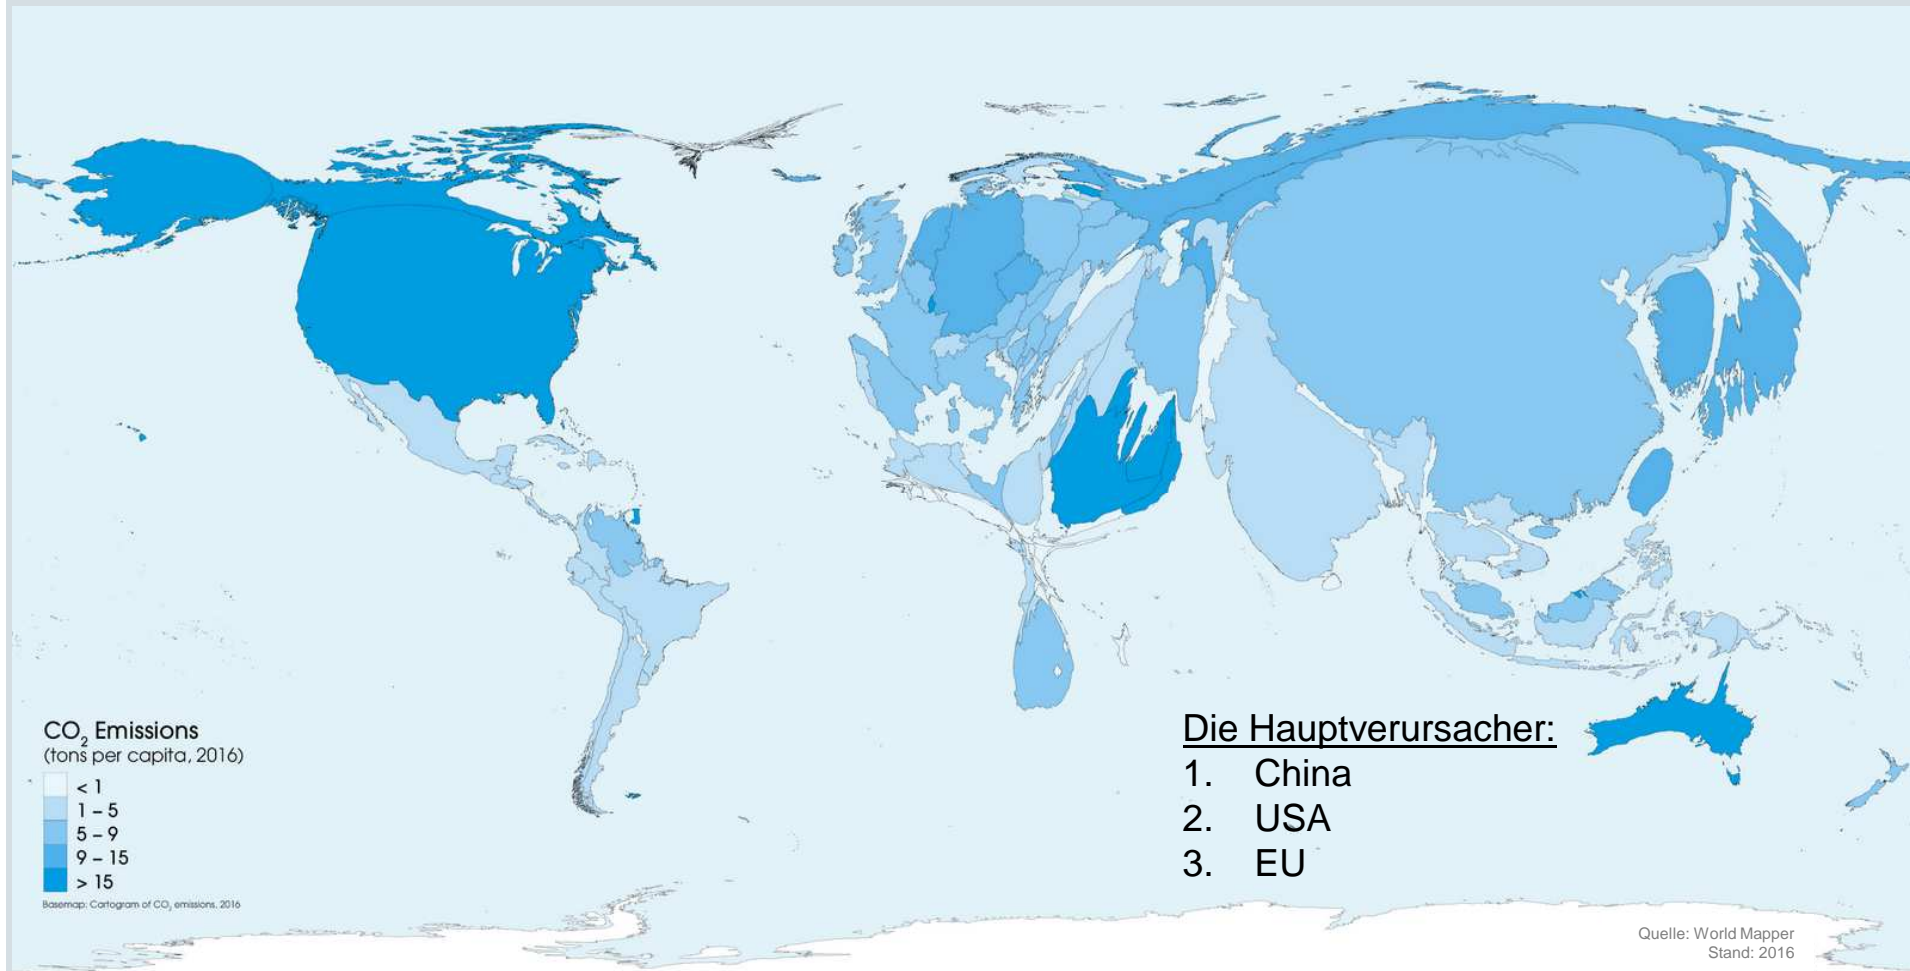 CO₂ Emissions
(tons per capita, 2016)
< 1
1 – 5
5 – 9
9 – 15
> 15
Basemap: Cartogram of CO₂ emissions, 2016
Die Hauptverursacher:
1. China
2. USA
3. EU
Quelle: World Mapper
Stand: 2016